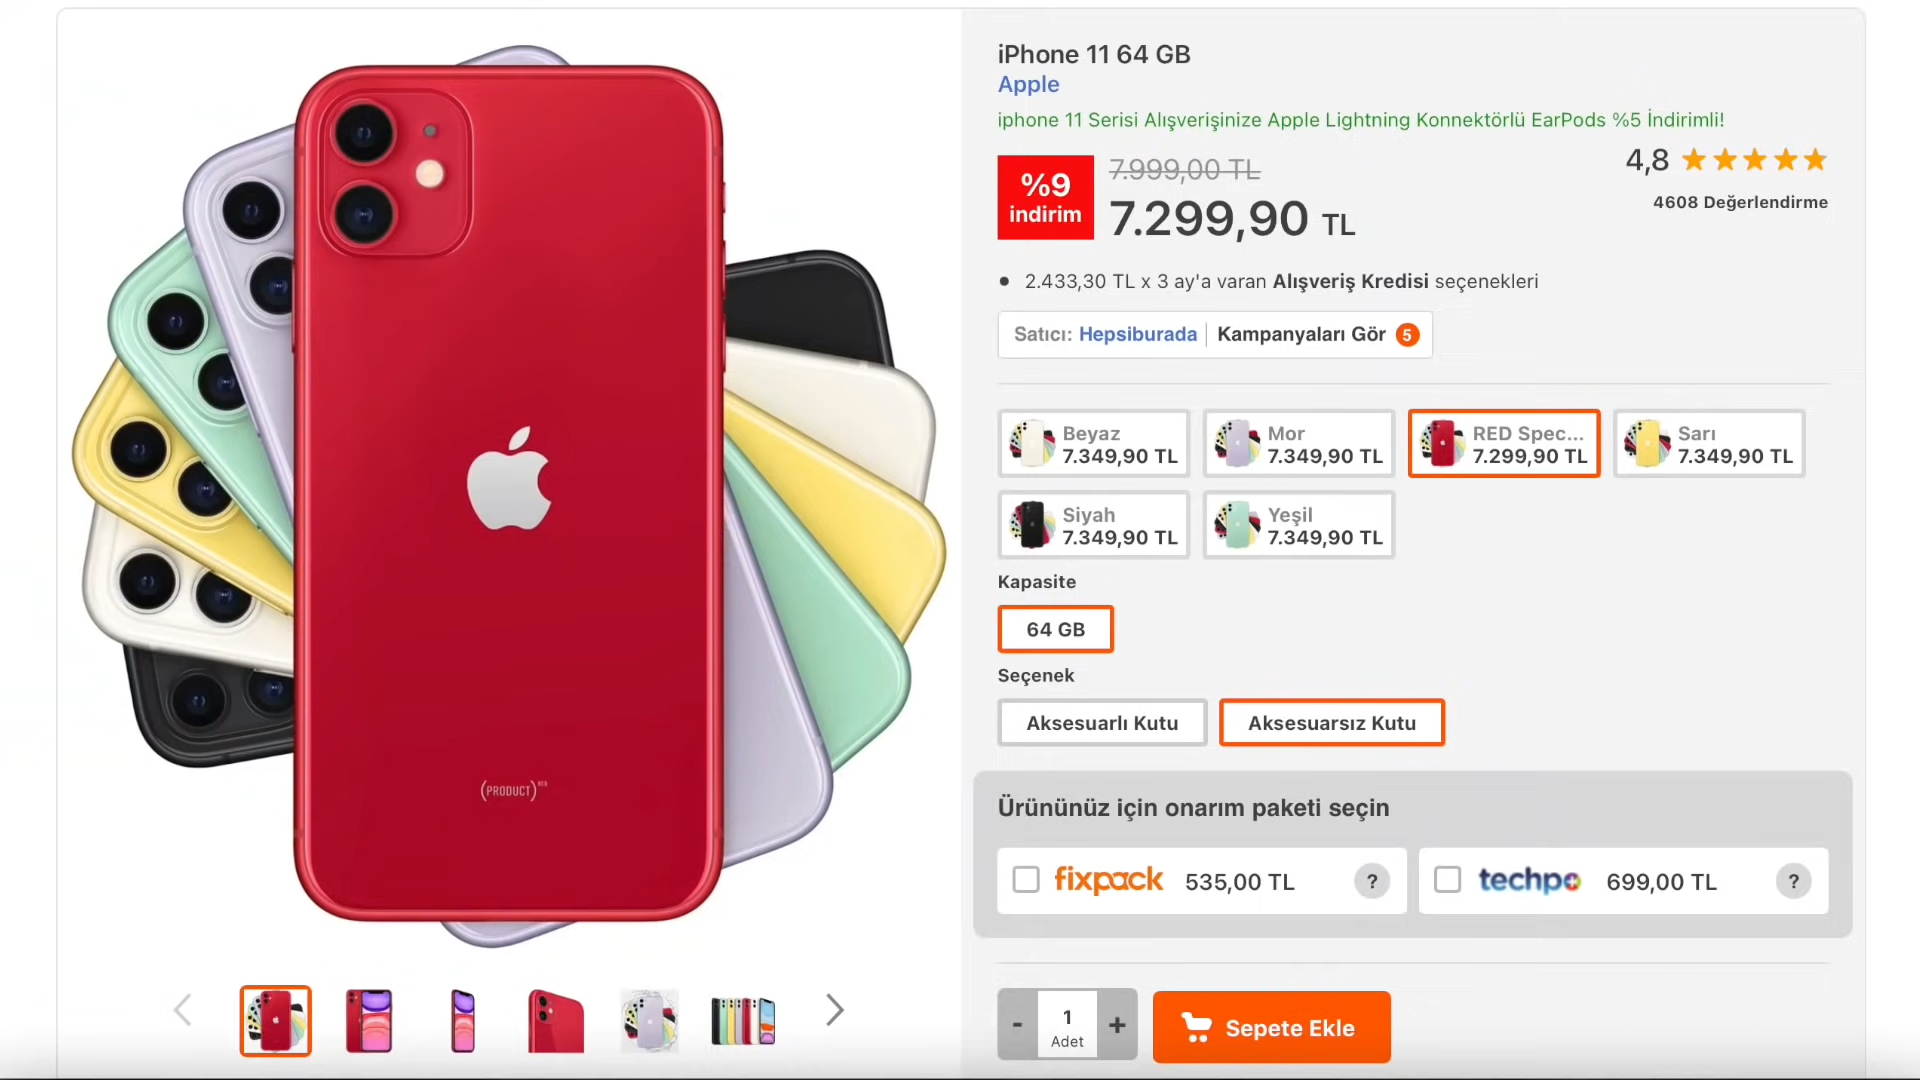 iPhone 11 64 GB
Apple
iphone 11 Serisi Alışverişinize Apple Lightning Konnektörlü EarPods %5 İndirimli!
%9
indirim
7.999,00 TL
7.299,90 TL
4,8
4608 Değerlendirme
2.433,30 TL x 3 ay'a varan Alışveriş Kredisi seçenekleri
Satıcı: Hepsiburada
Kampanyaları Gör 5
Beyaz
7.349,90 TL
Mor
7.349,90 TL
RED Spec...
7.299,90 TL
Sarı
7.349,90 TL
Siyah
7.349,90 TL
Yeşil
7.349,90 TL
Kapasite
64 GB
Seçenek
Aksesuarlı Kutu
Aksesuarsız Kutu
(PRODUCT)RED
Ürününüz için onarım paketi seçin
fixpack 535,00 TL ?
techpo 699,00 TL ?
- 1 +
Adet
Sepete Ekle